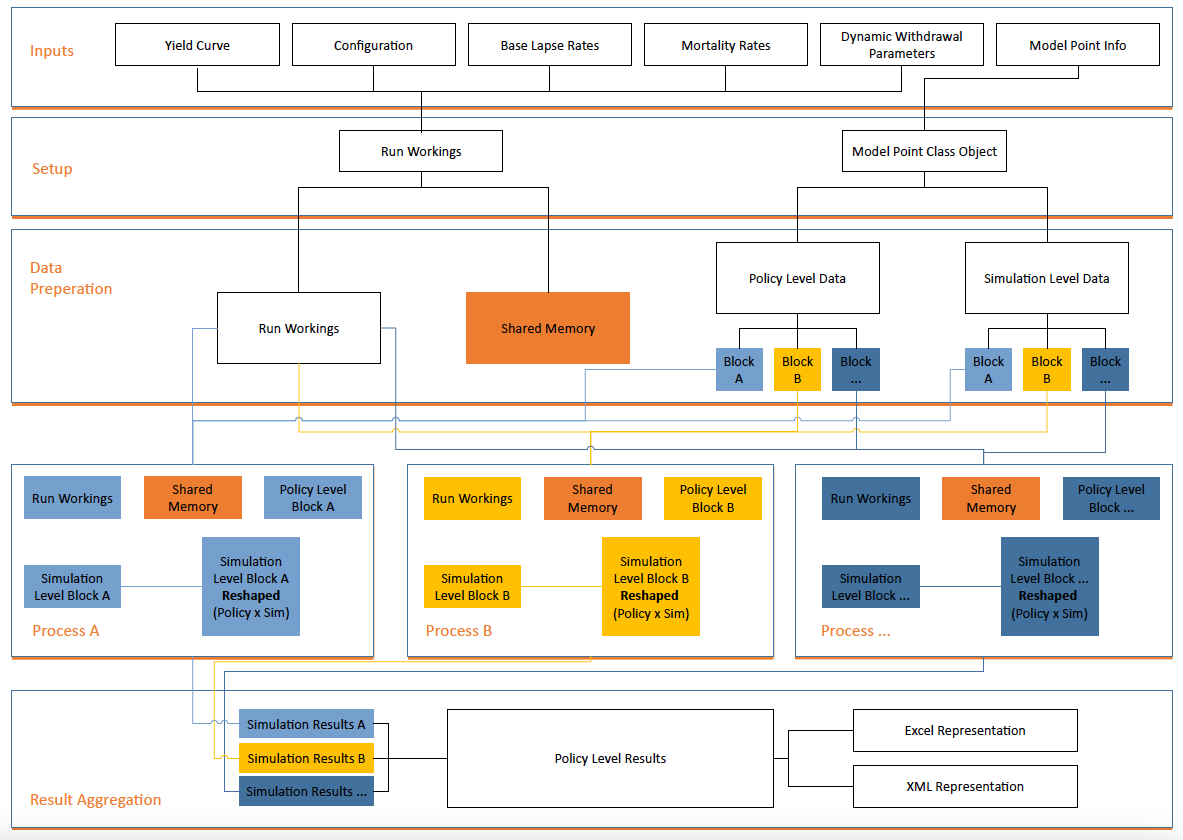 Inputs
Yield Curve
Configuration
Base Lapse Rates
Mortality Rates
Dynamic Withdrawal
Parameters
Model Point Info
Setup
Run Workings
Model Point Class Object
Data
Preperation
Run Workings
Shared Memory
Policy Level Data
Simulation Level Data
Block
A
Block
B
Block
...
Block
A
Block
B
Block
...
Run Workings
Shared
Memory
Policy Level
Block A
Simulation
Level Block A
Simulation
Level Block A
Reshaped
(Policy x Sim)
Process A
Run Workings
Shared
Memory
Policy Level
Block B
Simulation
Level Block B
Simulation
Level Block B
Reshaped
(Policy x Sim)
Process B
Run Workings
Shared
Memory
Policy Level
Block ...
Simulation
Level Block ...
Simulation
Level Block ...
Reshaped
(Policy x Sim)
Process ...
Result Aggregation
Simulation Results A
Simulation Results B
Simulation Results ...
Policy Level Results
Excel Representation
XML Representation